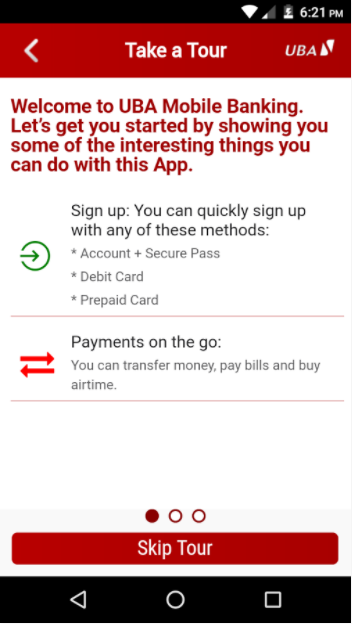 6:21 PM
Take a Tour
UBA
Welcome to UBA Mobile Banking.
Let's get you started by showing you
some of the interesting things you
can do with this App.
Sign up: You can quickly sign up
with any of these methods:
* Account + Secure Pass
* Debit Card
* Prepaid Card
Payments on the go:
You can transfer money, pay bills and buy
airtime.
Skip Tour